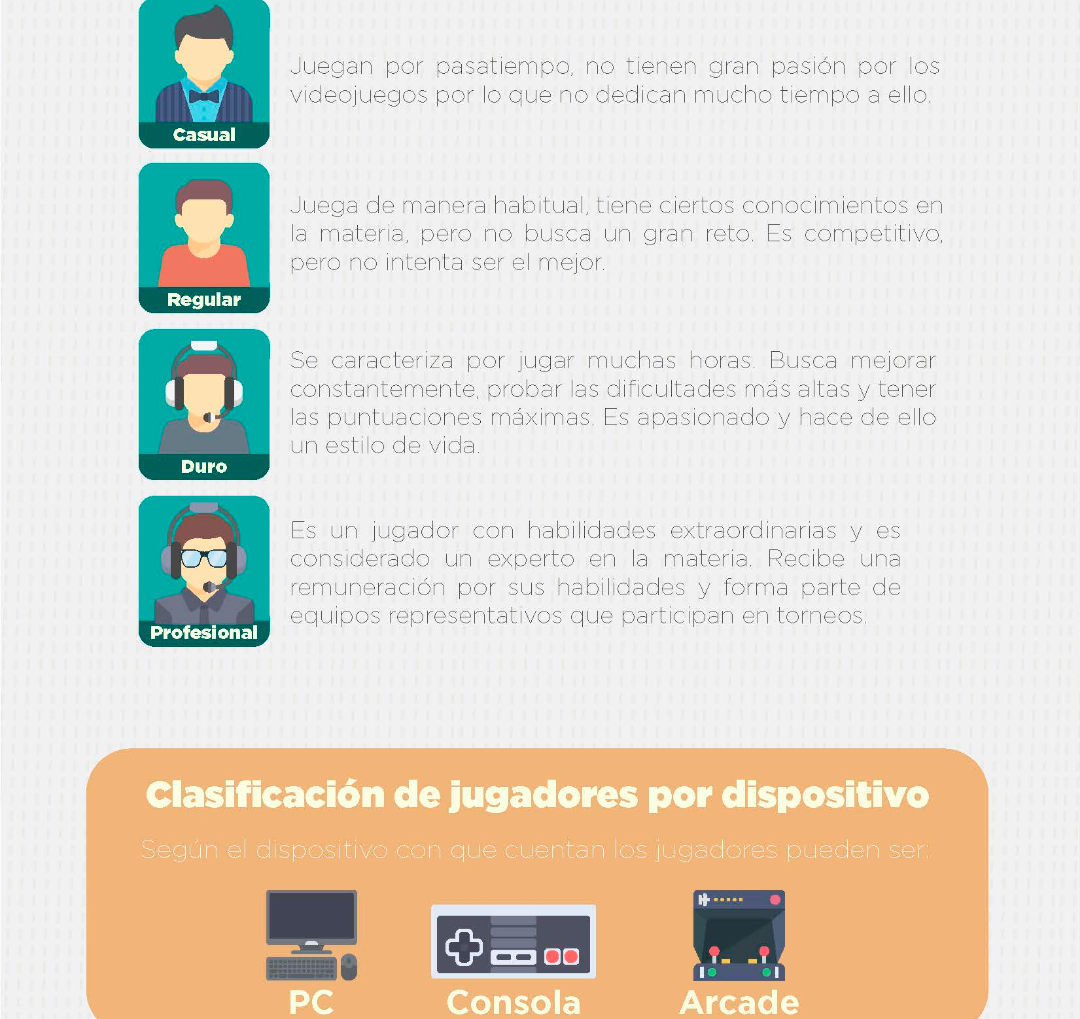 Juegan por pasatiempo, no tienen gran pasión por los
videojuegos por lo que no dedican mucho tiempo a ello.
Casual
Juega de manera habitual, tiene ciertos conocimientos en
la materia, pero no busca un gran reto. Es competitivo,
pero no intenta ser el mejor.
Regular
Se caracteriza por jugar muchas horas. Busca mejorar
constantemente, probar las dificultades más altas y tener
las puntuaciones máximas. Es apasionado y hace de ello
un estilo de vida.
Duro
Es un jugador con habilidades extraordinarias y es
considerado un experto en la materia. Recibe una
remuneración por sus habilidades y forma parte de
equipos representativos que participan en torneos.
Profesional
Clasificación de jugadores por dispositivo
Según el dispositivo con que cuentan los jugadores pueden ser:
PC
Consola
Arcade